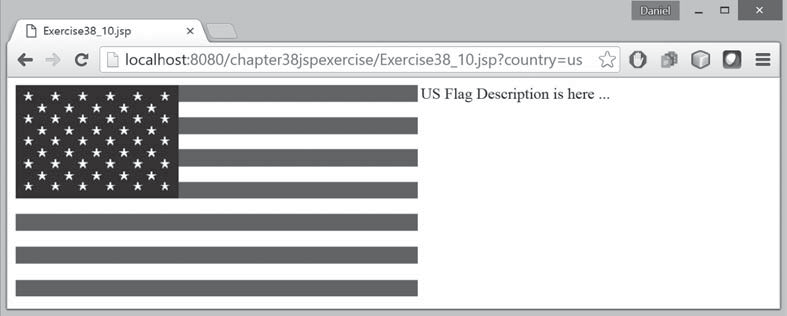 Daniel
Exercise38_10.jsp
localhost:8080/chapter38jspexercise/Exercise38_10.jsp?country=us
US Flag Description is here ...